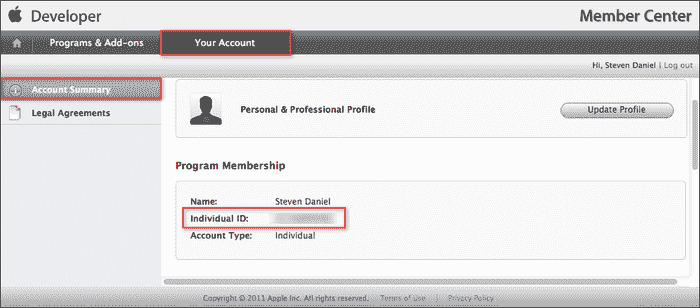 Developer
Member Center
Programs & Add-ons
Your Account
Hi, Steven Daniel | Log out
Account Summary
Legal Agreements
Personal & Professional Profile
Update Profile
Program Membership
Name: Steven Daniel
Individual ID:
Account Type: Individual
Copyright © 2011 Apple Inc. All rights reserved. Terms of Use | Privacy Policy